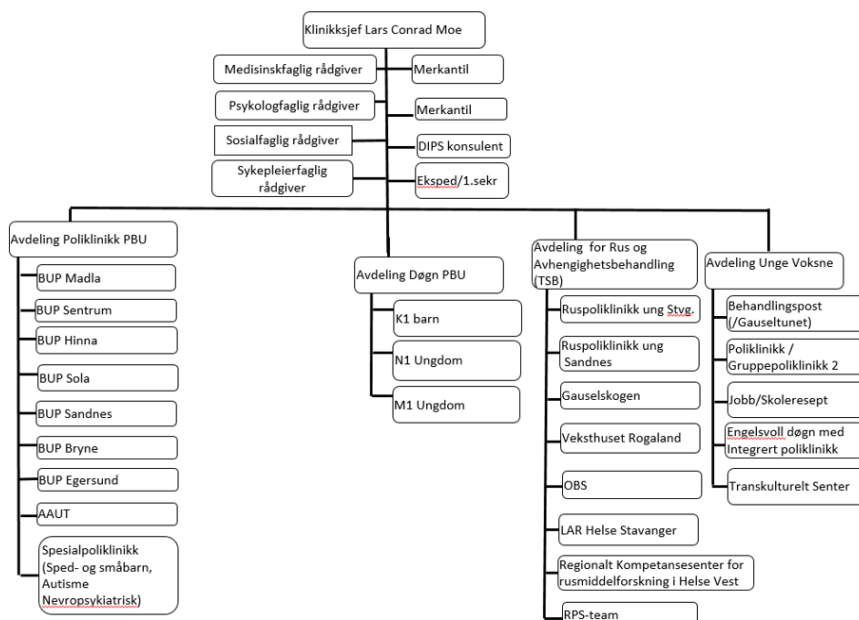 Klinikksjef Lars Conrad Moe
Medisinskfaglig rådgiver
Merkantil
Psykologfaglig rådgiver
Merkantil
Sosialfaglig rådgiver
DIPS konsulent
Sykepleierfaglig
rådgiver
Eksped/1.sekr
Avdeling Poliklinikk PBU
BUP Madla
BUP Sentrum
BUP Hinna
BUP Sola
BUP Sandnes
BUP Bryne
BUP Egersund
AAUT
Spesialpoliklinikk
(Sped- og småbarn,
Autisme
Nevropsykiatrisk)
Avdeling Døgn PBU
K1 barn
N1 Ungdom
M1 Ungdom
Avdeling for Rus og
Avhengighetsbehandling
(TSB)
Ruspoliklinikk ung Stvg.
Ruspoliklinikk ung
Sandnes
Gauselskogen
Veksthuset Rogaland
OBS
LAR Helse Stavanger
Regionalt Kompetansesenter for
rusmiddelforskning i Helse Vest
RPS-team
Avdeling Unge Voksne
Behandlingspost
(/Gauseltunet)
Poliklinikk /
Gruppepoliklinikk 2
Jobb/Skoleresept
Engelsvoll døgn med
Integrert poliklinikk
Transkulturelt Senter